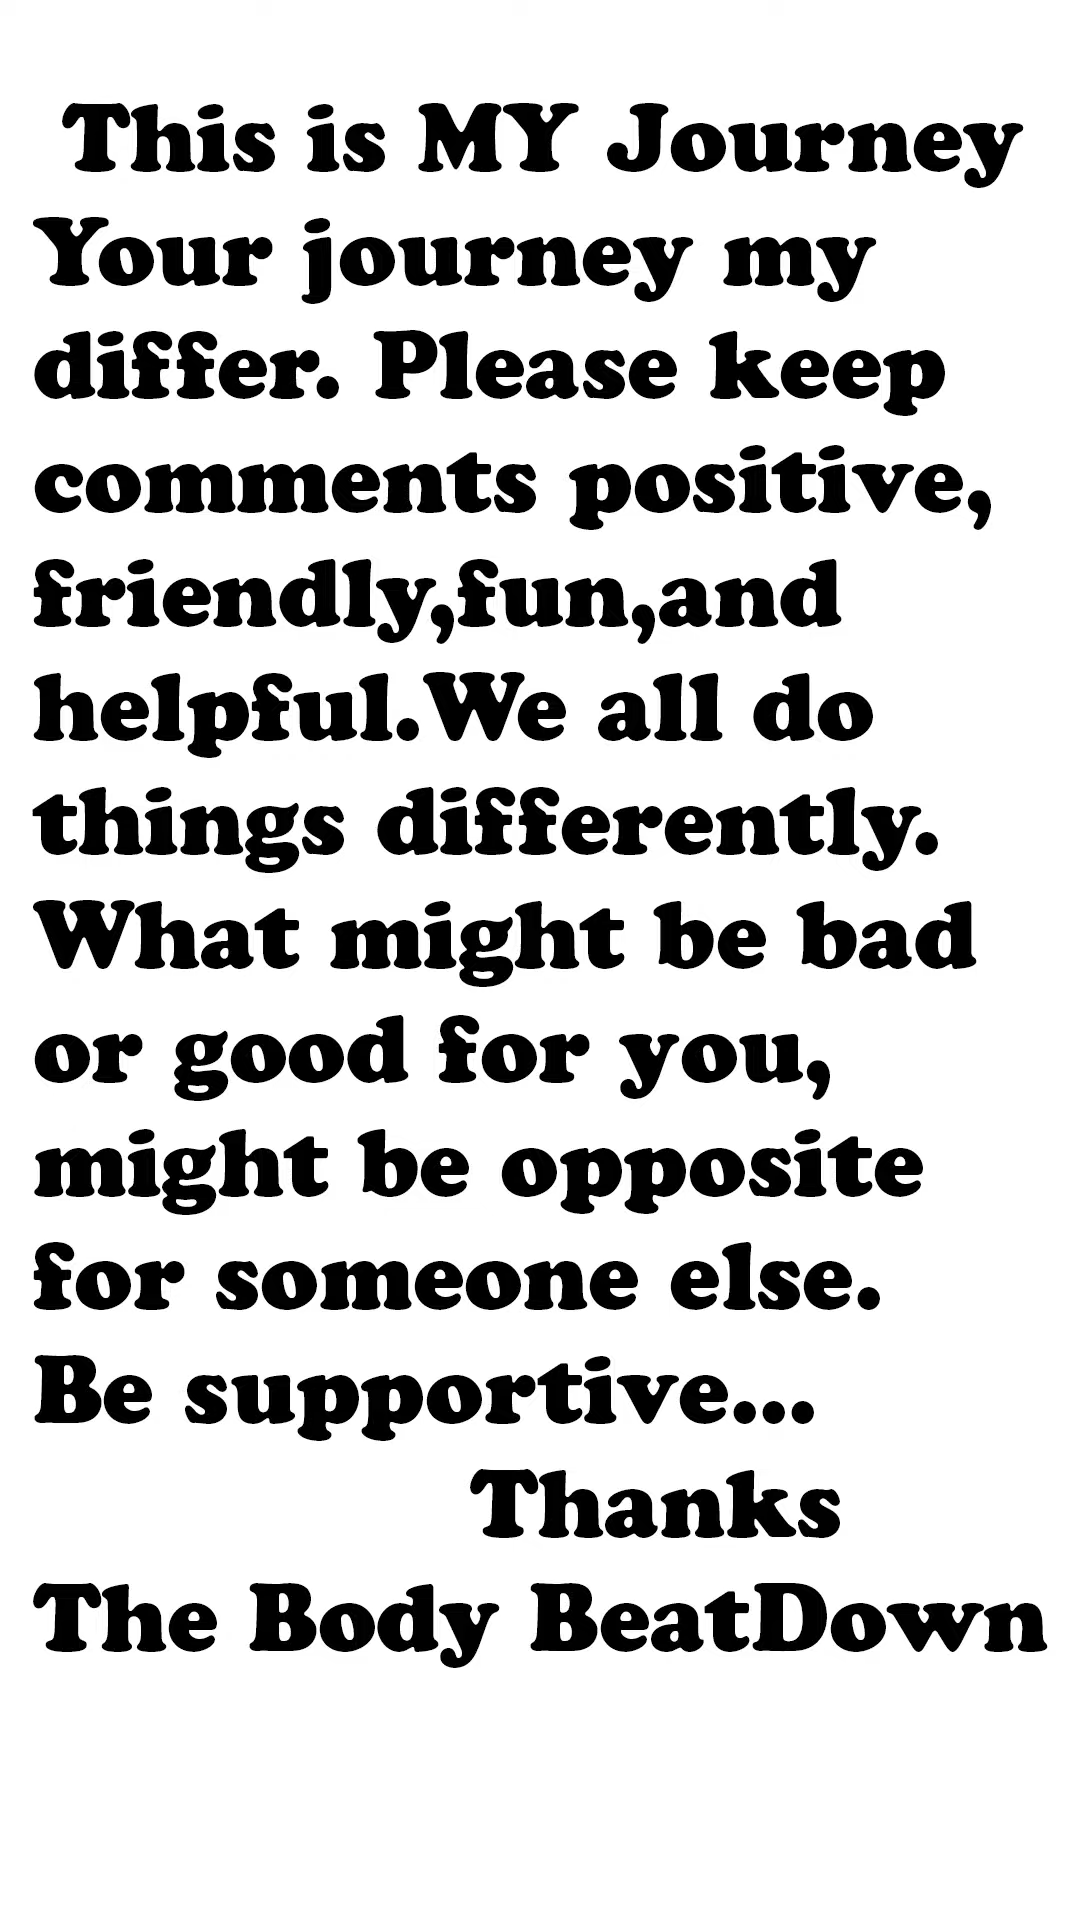 This is MY Journey
Your journey my
differ. Please keep
comments positive,
friendly,fun,and
helpful.We all do
things differently.
What might be bad
or good for you,
might be opposite
for someone else.
Be supportive...
Thanks
The Body BeatDown